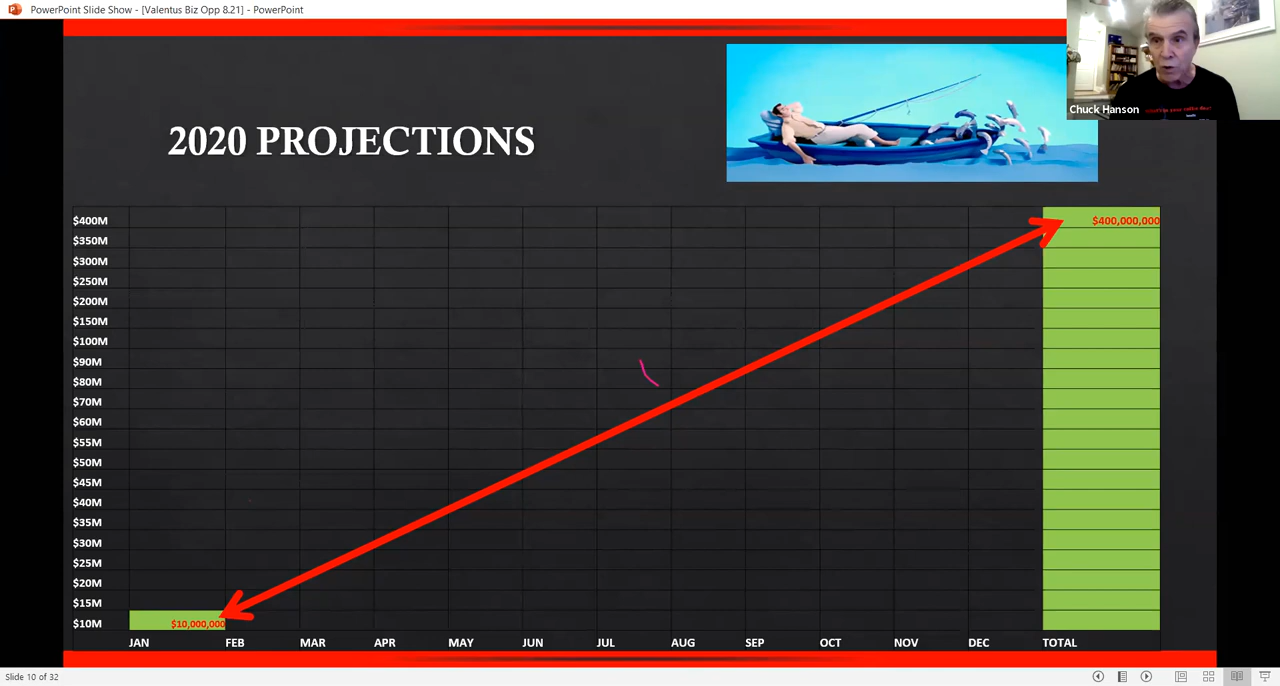 PowerPoint Slide Show - [Valentus Biz Opp 8.21] - PowerPoint
Chuck Hanson
2020 PROJECTIONS
$400M
$400,000,000
$350M
$300M
$250M
$200M
$150M
$100M
$90M
$80M
$70M
$60M
$55M
$50M
$45M
$40M
$35M
$30M
$25M
$20M
$15M
$10M
$10,000,000
JAN FEB MAR APR MAY JUN JUL AUG SEP OCT NOV DEC TOTAL
Slide 10 of 32